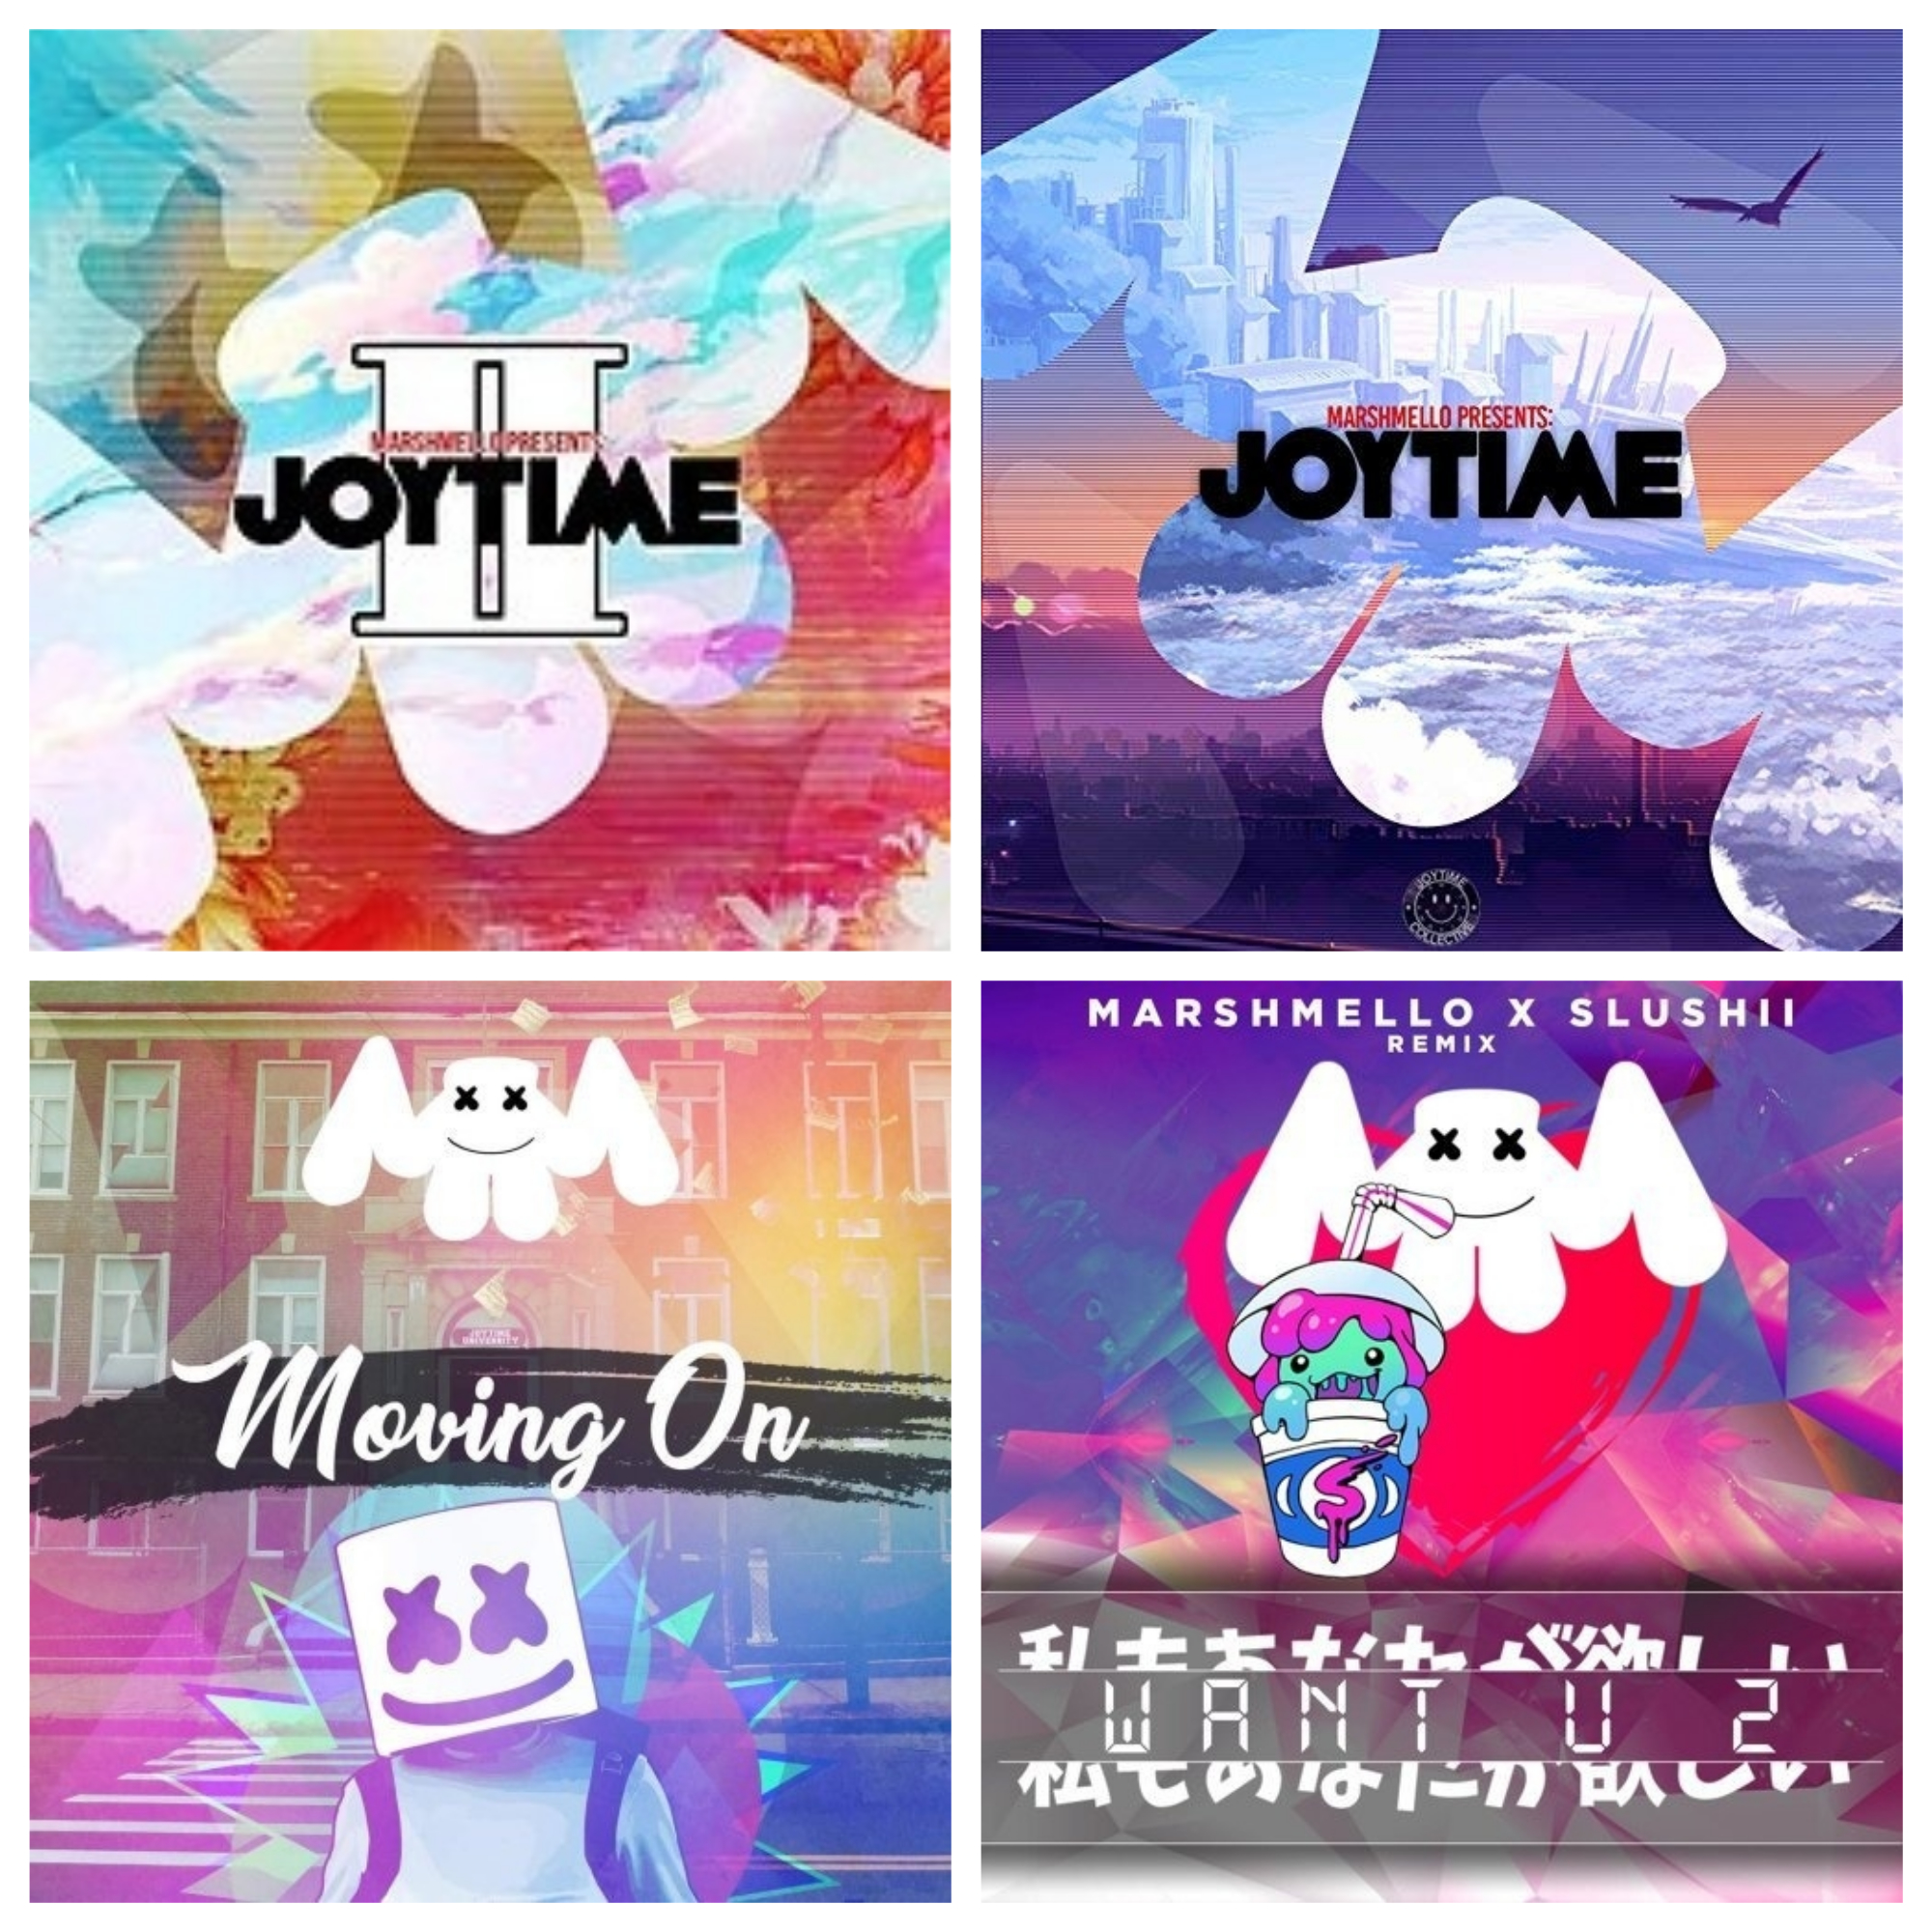 II
MARSHMELLO PRESENTS:
JOYTIME
MARSHMELLO PRESENTS:
JOYTIME
JOYTIME
COLLECTIVE
JOYTIME
UNIVERSITY
Moving On
MARSHMELLO X SLUSHII
REMIX
S
私もあなたが欲しい
WANT U 2